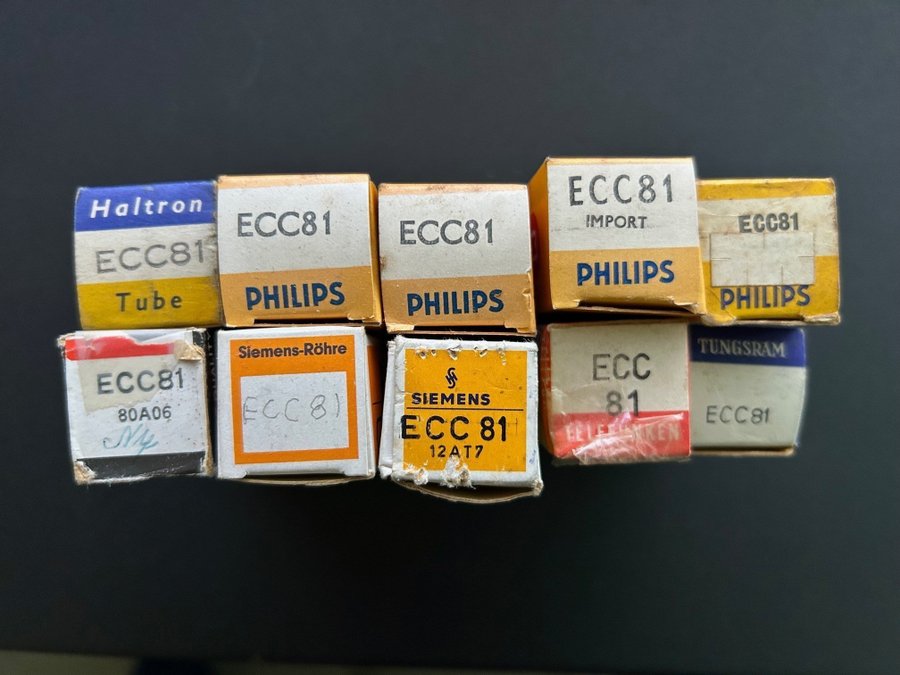 Haltron
ECC81
Tube
ECC81
PHILIPS
ECC81
PHILIPS
ECC81
IMPORT
PHILIPS
ECC81
PHILIPS
ECC81
80A06
Siemens-Röhre
ECC81
SIEMENS
ECC 81
12AT7
ECC
81
TELEFUNKEN
TUNGSRAM
ECC81